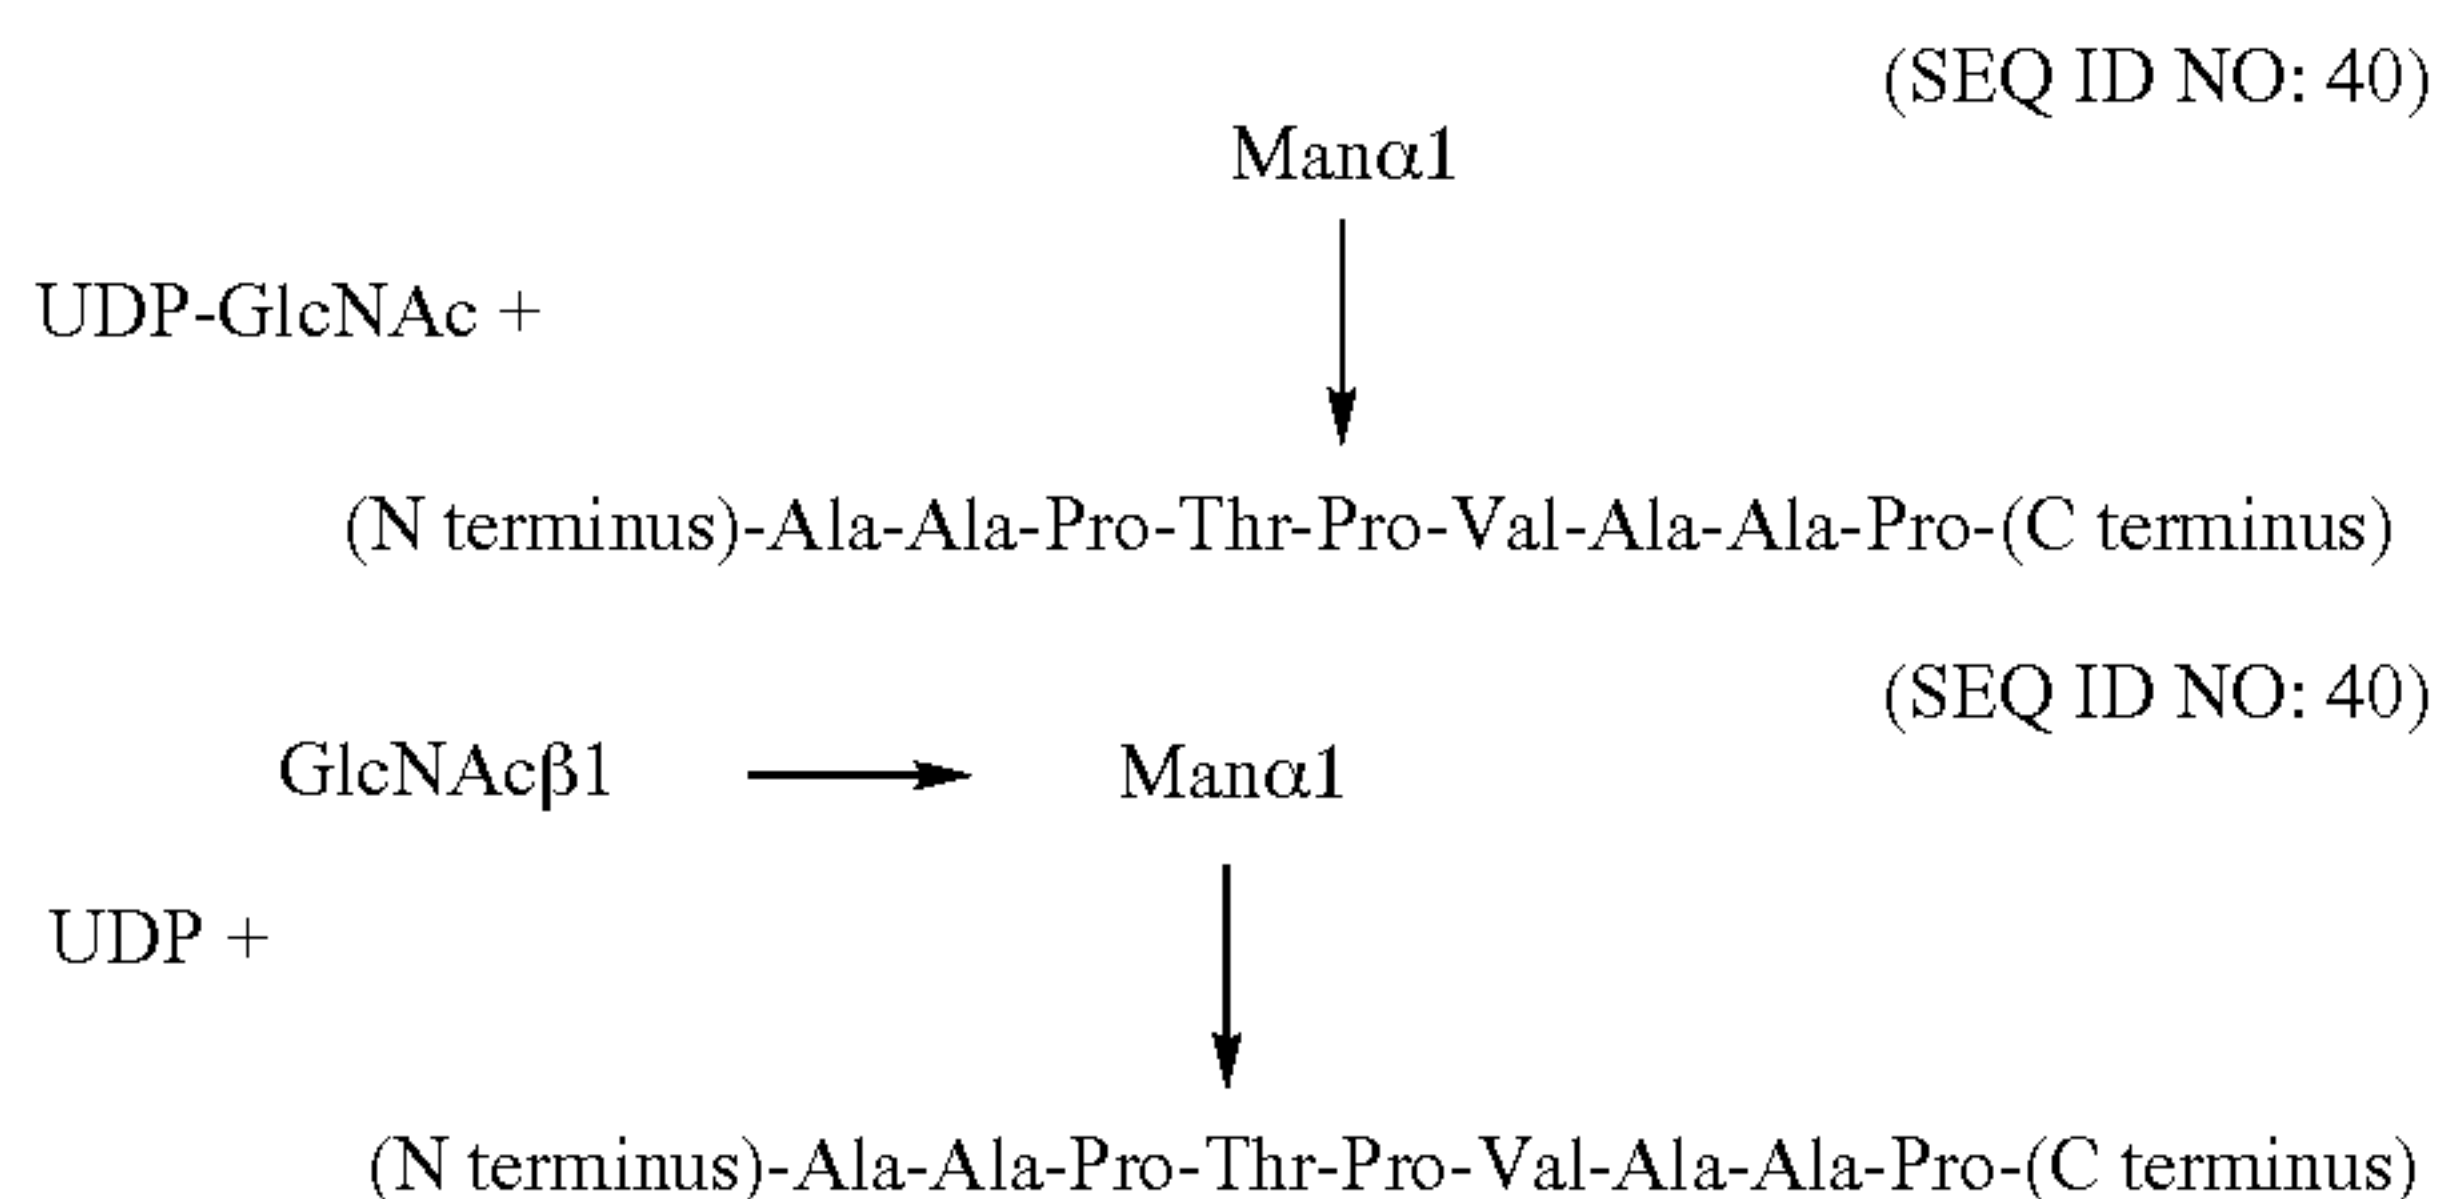 (SEQ ID NO: 40)
Manα1
UDP-GlcNAc +
(N terminus)-Ala-Ala-Pro-Thr-Pro-Val-Ala-Ala-Pro-(C terminus)
(SEQ ID NO: 40)
GlcNAcβ1 Manα1
UDP +
(N terminus)-Ala-Ala-Pro-Thr-Pro-Val-Ala-Ala-Pro-(C terminus)